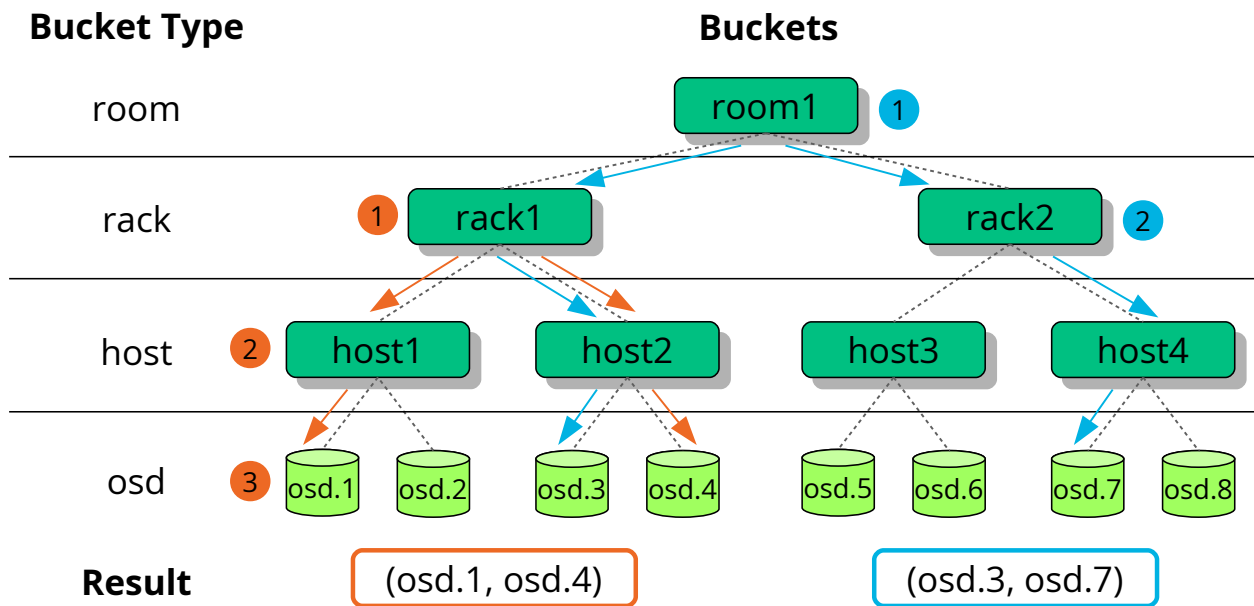 Bucket Type
Buckets
room
room1
1
rack
1
rack1
rack2
2
host
2
host1
host2
host3
host4
osd
3
osd.1
osd.2
osd.3
osd.4
osd.5
osd.6
osd.7
osd.8
Result
(osd.1, osd.4)
(osd.3, osd.7)